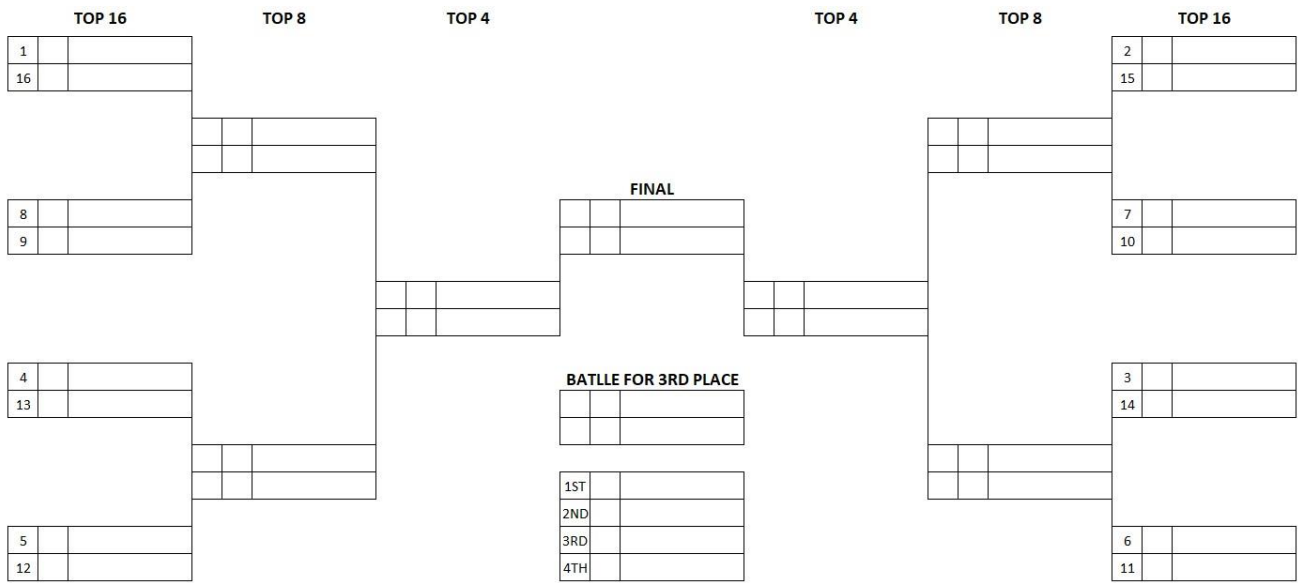 TOP 16 TOP 8 TOP 4 TOP 4 TOP 8 TOP 16
1 2
16 15
FINAL
8 7
9 10
4 3
BATLLE FOR 3RD PLACE
13 14
1ST
2ND
5 3RD 6
12 4TH 11